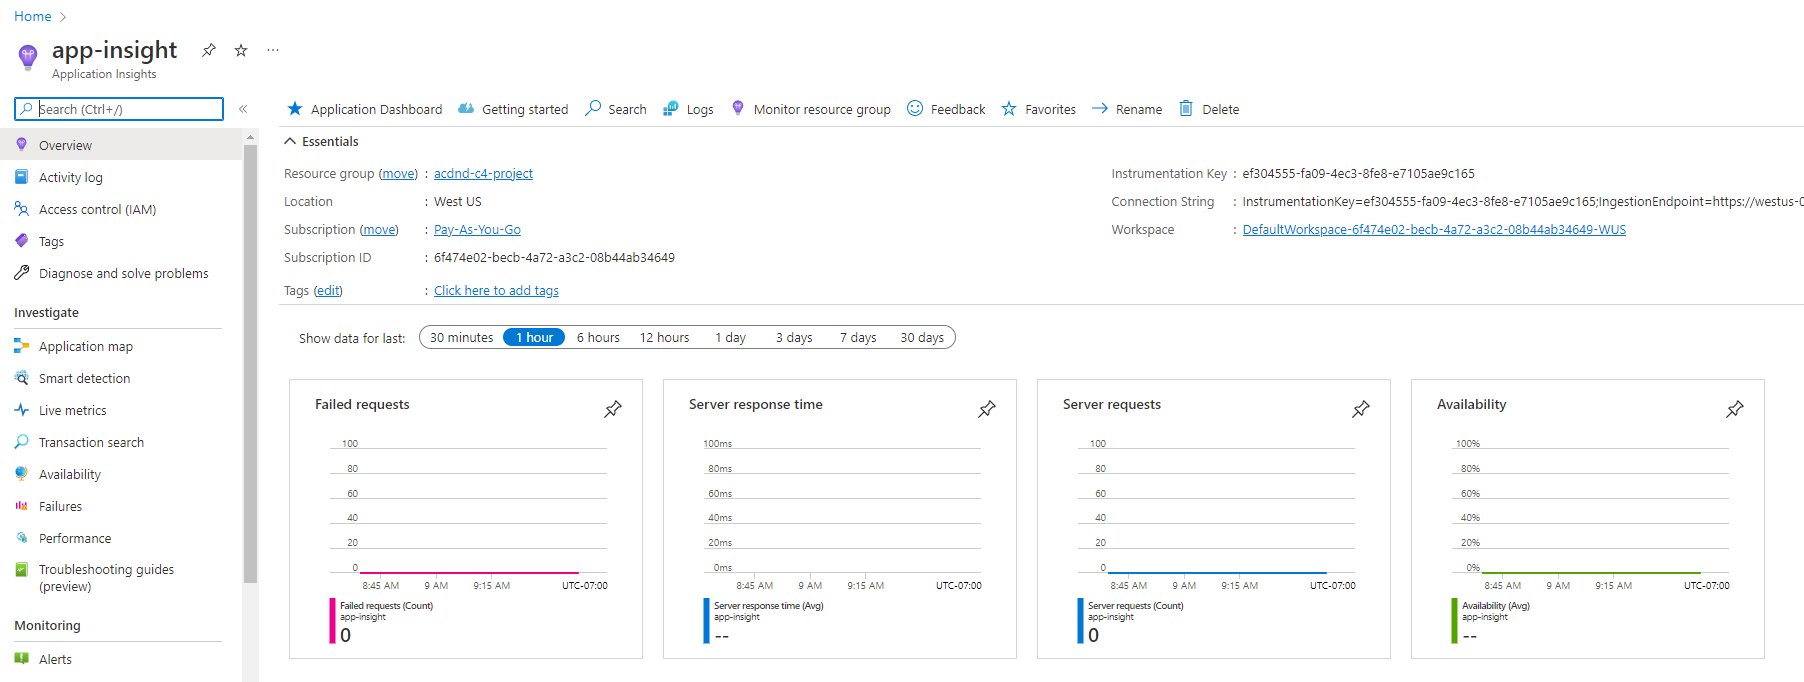 Home
app-insight
Application Insights
Search (Ctrl+/)
Overview
Activity log
Access control (IAM)
Tags
Diagnose and solve problems
Investigate
Application map
Smart detection
Live metrics
Transaction search
Availability
Failures
Performance
Troubleshooting guides
(preview)
Monitoring
Alerts
Application Dashboard Getting started Search Logs Monitor resource group Feedback Favorites Rename Delete
Essentials
Resource group (move) : acdnd-c4-project
Location : West US
Subscription (move) : Pay-As-You-Go
Subscription ID : 6f474e02-becb-4a72-a3c2-08b44ab34649
Tags (edit) : Click here to add tags
Instrumentation Key : ef304555-fa09-4ec3-8fe8-e7105ae9c165
Connection String : InstrumentationKey=ef304555-fa09-4ec3-8fe8-e7105ae9c165;IngestionEndpoint=https://westus-0
Workspace : DefaultWorkspace-6f474e02-becb-4a72-a3c2-08b44ab34649-WUS
Show data for last: 30 minutes 1 hour 6 hours 12 hours 1 day 3 days 7 days 30 days
Failed requests
100
80
60
40
20
0
8:45 AM 9 AM 9:15 AM UTC-07:00
Failed requests (Count)
app-insight
0
Server response time
100ms
80ms
60ms
40ms
20ms
0ms
8:45 AM 9 AM 9:15 AM UTC-07:00
Server response time (Avg)
app-insight
--
Server requests
100
80
60
40
20
0
8:45 AM 9 AM 9:15 AM UTC-07:00
Server requests (Count)
app-insight
0
Availability
100%
80%
60%
40%
20%
0%
8:45 AM 9 AM 9:15 AM UTC-07:00
Availability (Avg)
app-insight
--